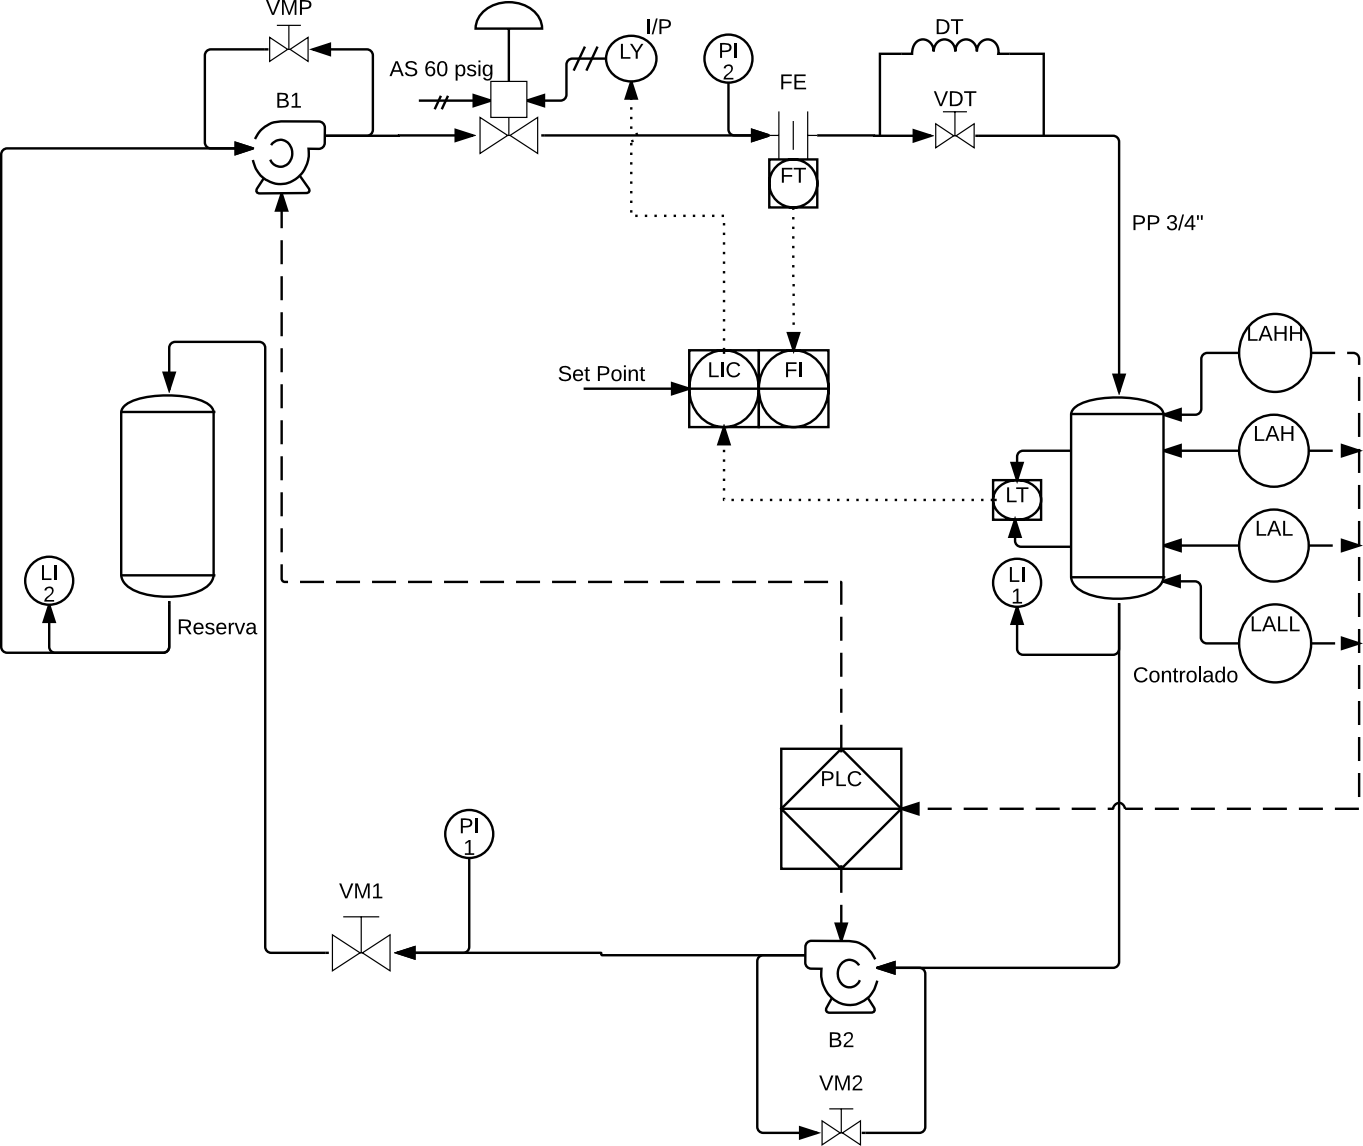 VMP
I/P
DT
LY
PI
2
AS 60 psig
FE
B1
VDT
FT
PP 3/4"
LAHH
Set Point
LIC
FI
LAH
LT
LAL
LI
2
LI
1
Reserva
LALL
Controlado
PLC
PI
1
VM1
B2
VM2